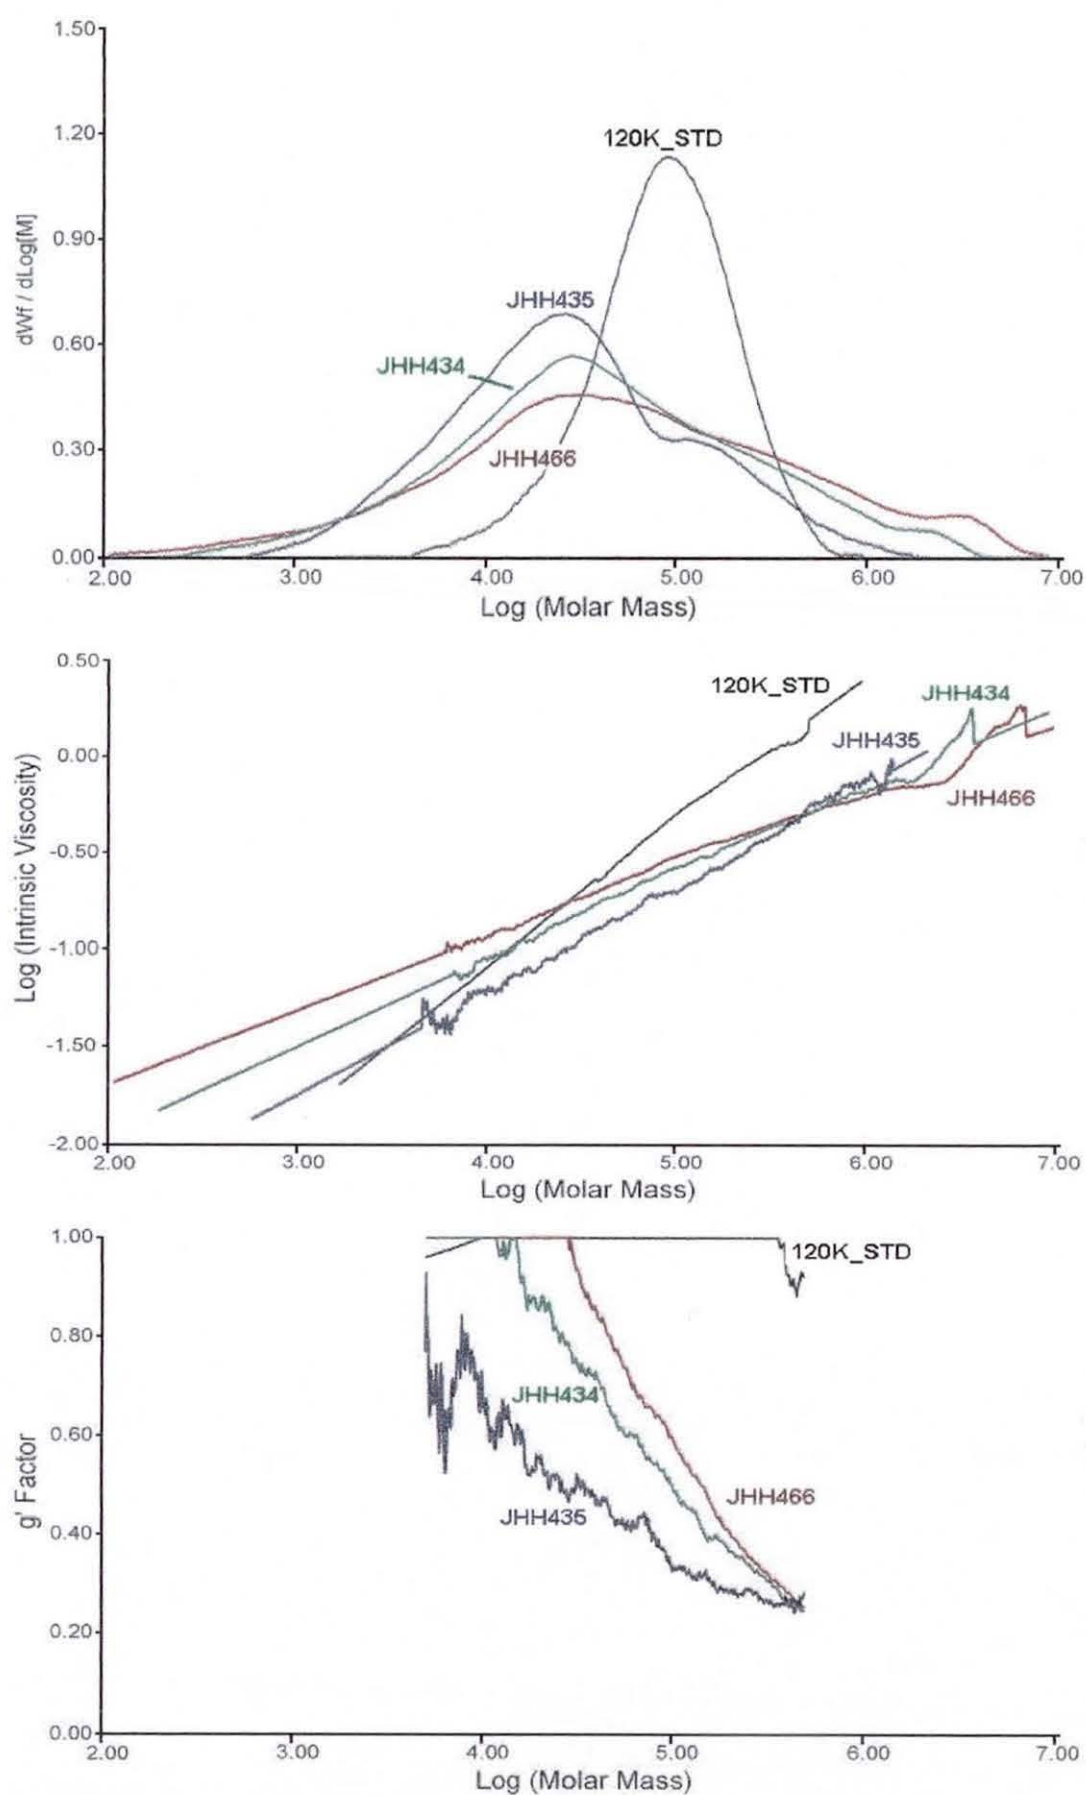 1.50
1.20
0.90
0.60
0.30
0.00
dWf / dLog[M]
120K_STD
JHH435
JHH434
JHH466
2.00 3.00 4.00 5.00 6.00 7.00
Log (Molar Mass)
0.50
0.00
-0.50
-1.00
-1.50
-2.00
Log (Intrinsic Viscosity)
120K_STD
JHH434
JHH435
JHH466
2.00 3.00 4.00 5.00 6.00 7.00
Log (Molar Mass)
1.00
0.80
0.60
0.40
0.20
0.00
g' Factor
120K_STD
JHH434
JHH466
JHH435
2.00 3.00 4.00 5.00 6.00 7.00
Log (Molar Mass)